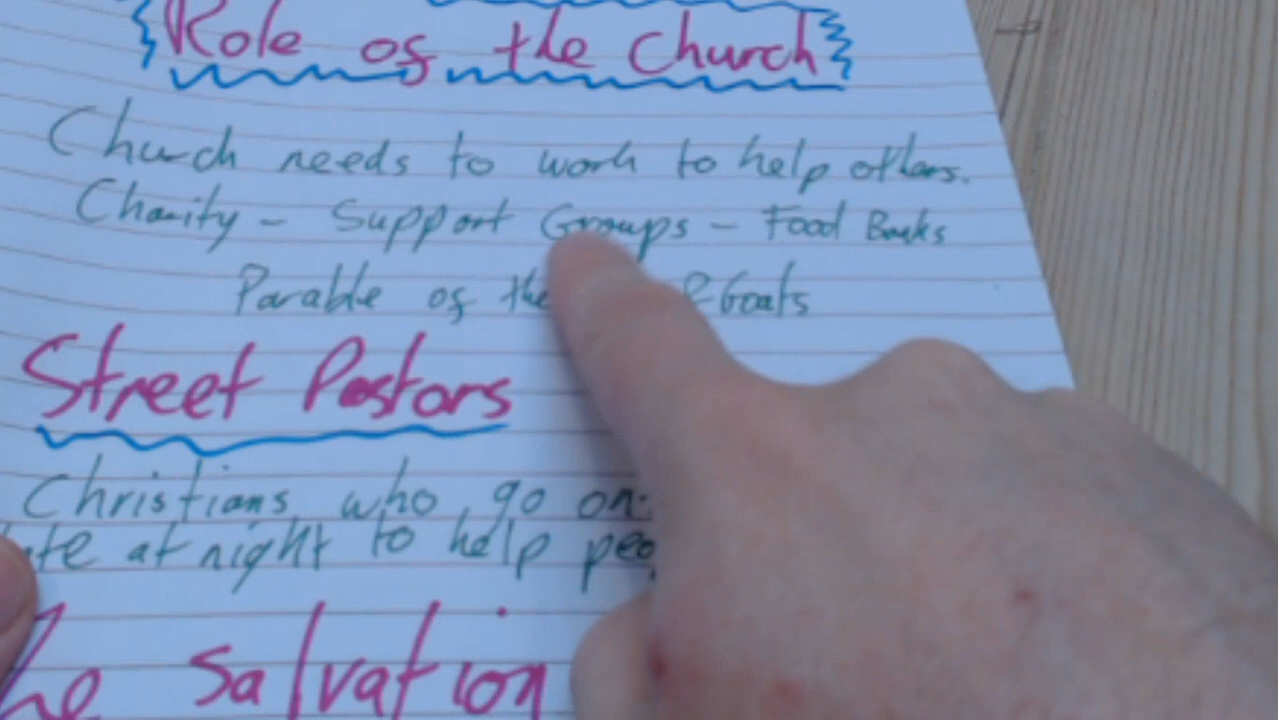 Role of the Church
Church needs to work to help others.
Charity - Support Groups - Food Banks
Parable of the & Goats
Street Pastors
Christians who go on
at night to help
Salvation